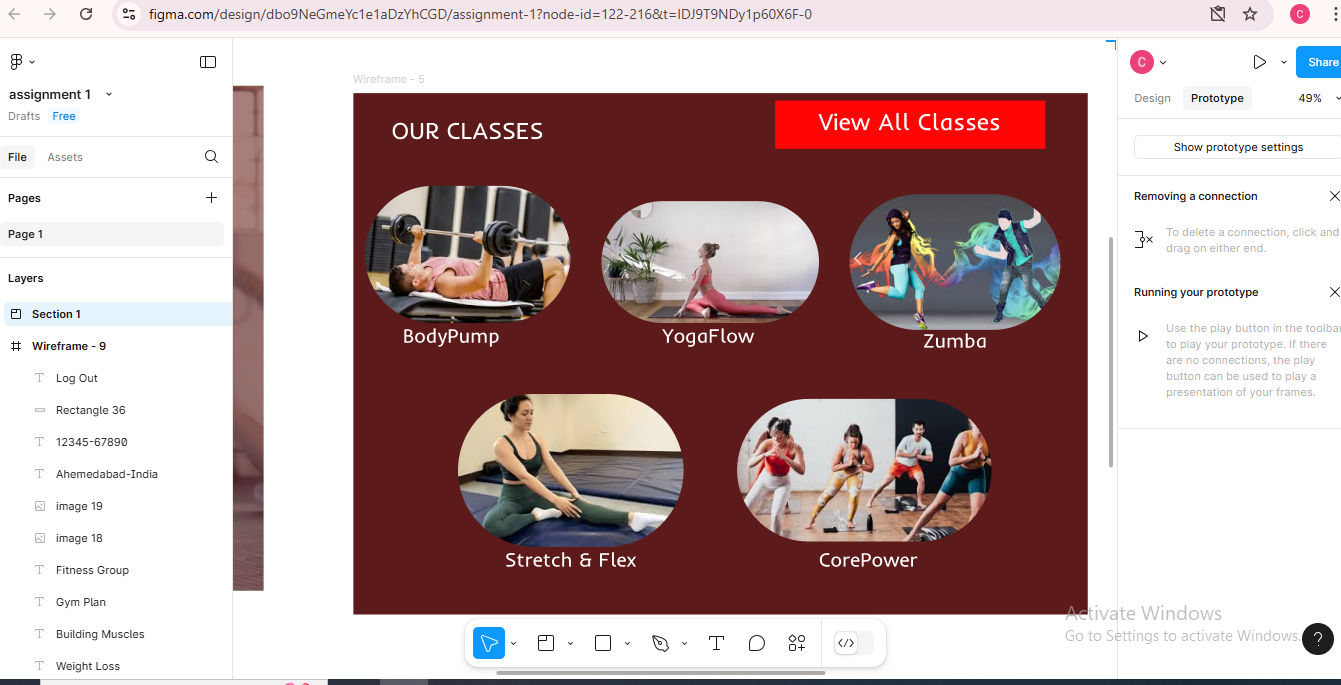 figma.com/design/dbo9NeGmeYc1e1aDzYhCGD/assignment-1?node-id=122-216&t=IDJ9T9NDy1p60X6F-0
C
assignment 1
Drafts Free
File Assets
Pages
Page 1
Layers
Section 1
Wireframe - 9
Log Out
Rectangle 36
12345-67890
Ahemedabad-India
image 19
image 18
Fitness Group
Gym Plan
Building Muscles
Weight Loss
Wireframe - 5
OUR CLASSES
View All Classes
BodyPump
YogaFlow
Zumba
Stretch & Flex
CorePower
C
Share
Design Prototype 49%
Show prototype settings
Removing a connection
To delete a connection, click and
drag on either end.
Running your prototype
Use the play button in the toolbar
to play your prototype. If there
are no connections, the play
button can be used to play a
presentation of your frames.
Activate Windows
Go to Settings to activate Windows.
?